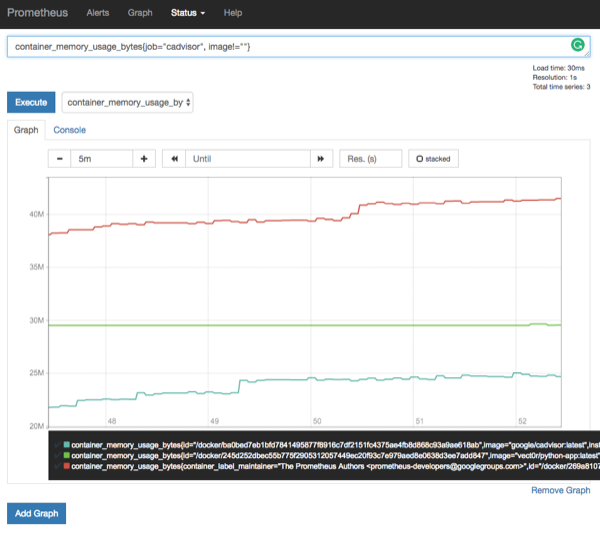 Prometheus Alerts Graph Status Help
container_memory_usage_bytes{job="cadvisor", image!=""}
Load time: 30ms
Resolution: 1s
Total time series: 3
Execute container_memory_usage_by
Graph Console
− 5m + Until Res. (s) stacked
40M
35M
30M
25M
20M
48 49 50 51 52
container_memory_usage_bytes{id="/docker/ba0bed7eb1bfd7841495877f8916c7df2151fc4375ae4fb8d868c93a9ae618ab",image="google/cadvisor:latest",inst
container_memory_usage_bytes{id="/docker/245d252dbec55b775f2905312057449ec20f93c7e979aed8e0638d3ee7add847",image="vect0r/python-app:latest"
container_memory_usage_bytes{container_label_maintainer="The Prometheus Authors <prometheus-developers@googlegroups.com>",id="/docker/269a8107
Remove Graph
Add Graph